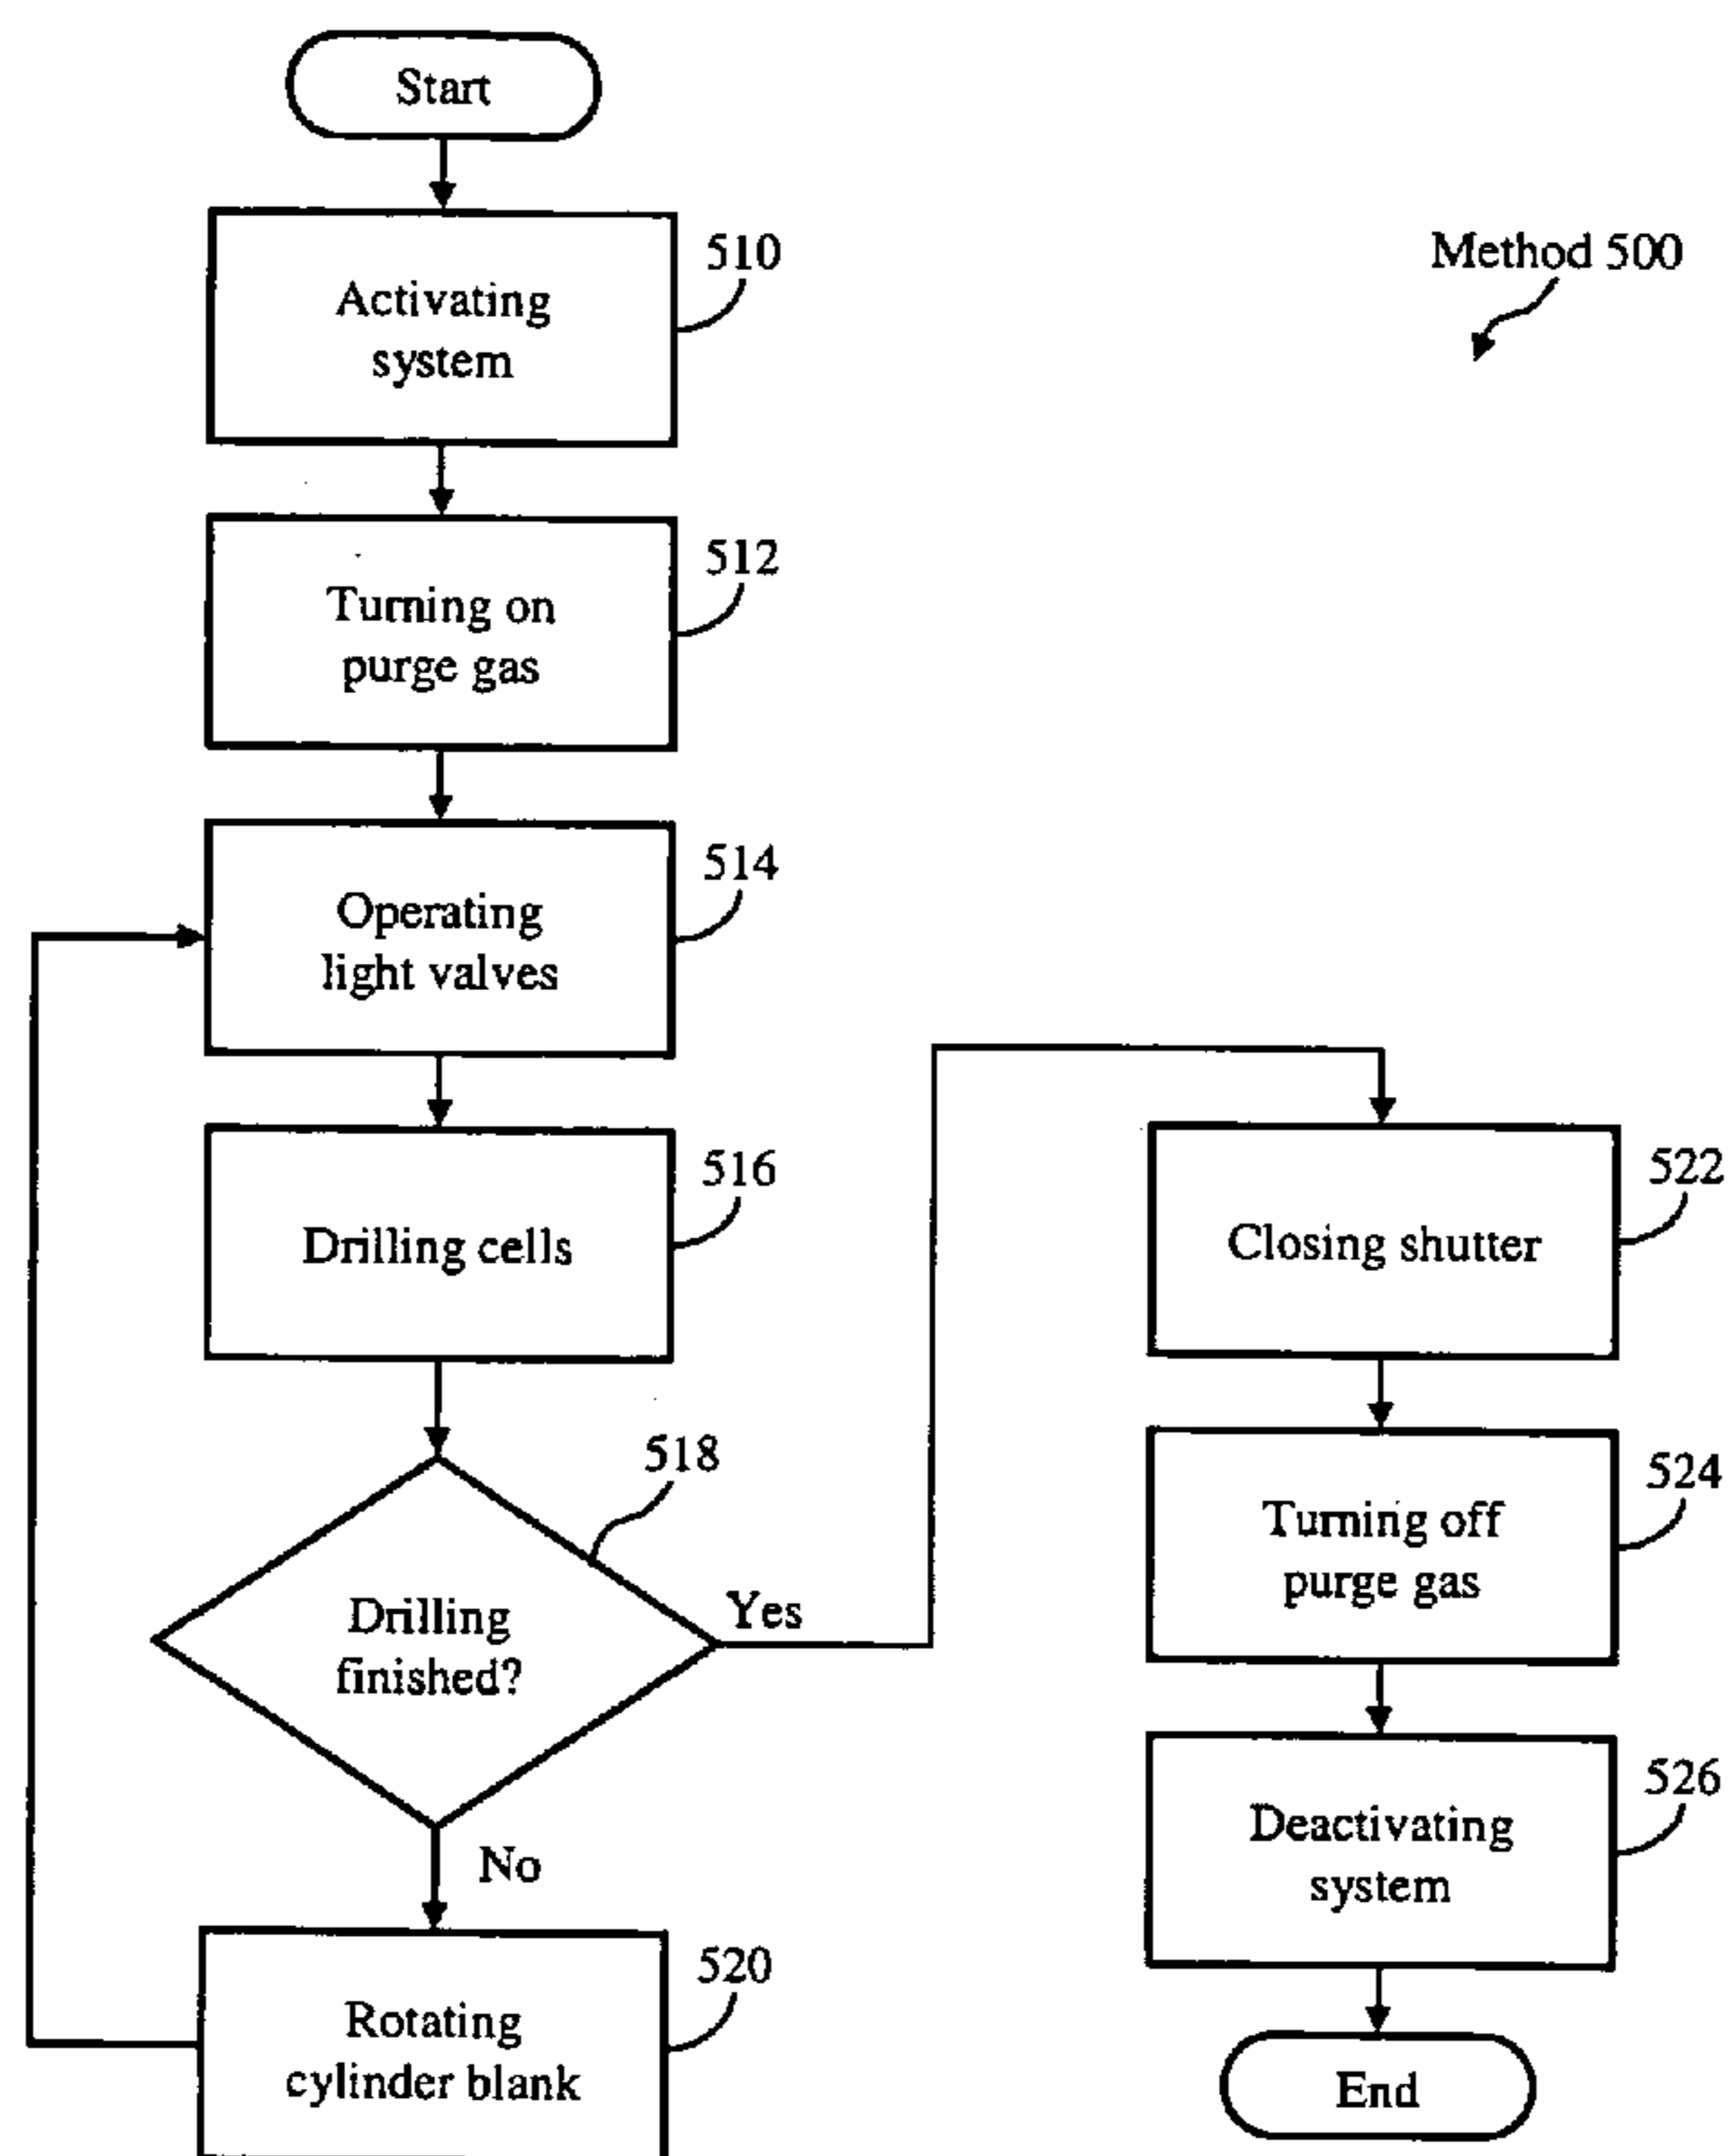 Start
Method 500
510
Activating
system
512
Turning on
purge gas
514
Operating
light valves
516
Drilling cells
518
Drilling
finished?
Yes
No
520
Rotating
cylinder blank
522
Closing shutter
524
Turning off
purge gas
526
Deactivating
system
End